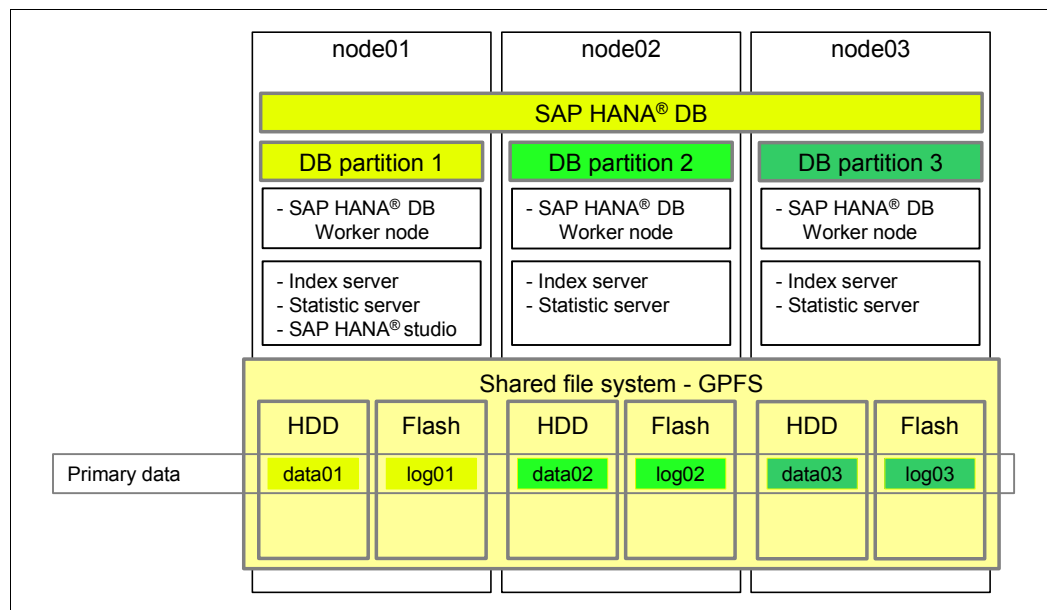 node01
node02
node03
SAP HANA® DB
DB partition 1
DB partition 2
DB partition 3
- SAP HANA® DB
Worker node
- SAP HANA® DB
Worker node
- SAP HANA® DB
Worker node
- Index server
- Statistic server
- SAP HANA® studio
- Index server
- Statistic server
- Index server
- Statistic server
Shared file system - GPFS
HDD
Flash
HDD
Flash
HDD
Flash
Primary data
data01
log01
data02
log02
data03
log03